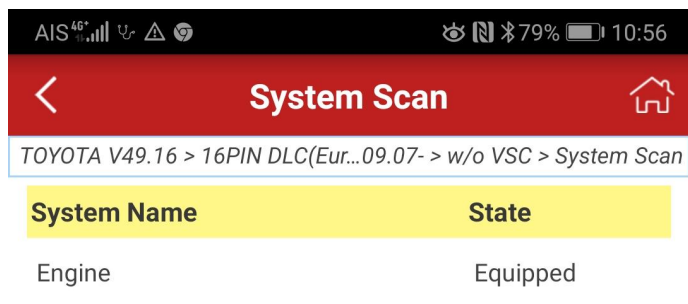 AIS 4G+ 79% 10:56
System Scan
TOYOTA V49.16 > 16PIN DLC(Eur...09.07- > w/o VSC > System Scan
System Name State
Engine Equipped